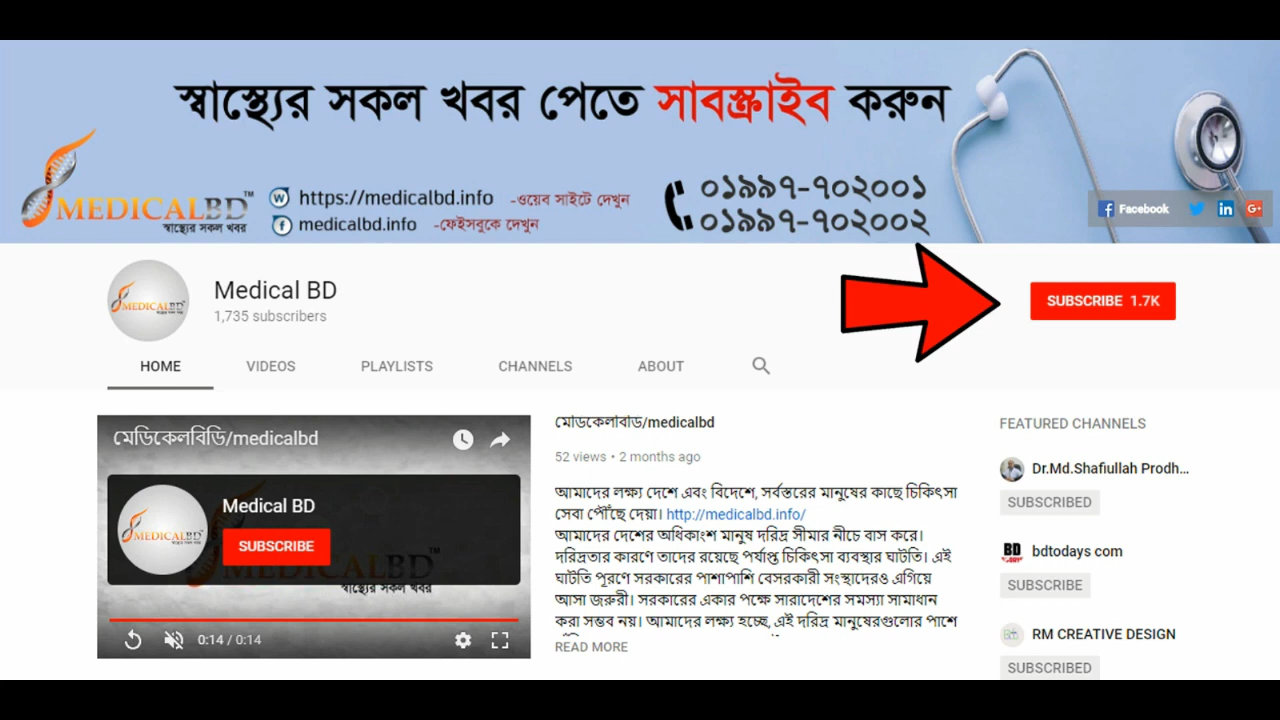 স্বাস্থ্যের সকল খবর পেতে সাবস্ক্রাইব করুন
MEDICALBD™
স্বাস্থ্যের সকল খবর
https://medicalbd.info -ওয়েব সাইটে দেখুন
medicalbd.info -ফেইসবুকে দেখুন
০১৯৯৭-৭০২০০১
০১৯৯৭-৭০২০০২
Facebook
Medical BD
1,735 subscribers
SUBSCRIBE 1.7K
HOME VIDEOS PLAYLISTS CHANNELS ABOUT
মেডিকেলবিডি/medicalbd
Medical BD
SUBSCRIBE
MEDICALBD™
স্বাস্থ্যের সকল খবর
0:14 / 0:14
/medicalbd
52 views • 2 months ago
আমাদের লক্ষ্য দেশে এবং বিদেশে, সর্বস্তরের মানুষের কাছে চিকিৎসা
সেবা পৌঁছে দেয়া। http://medicalbd.info/
আমাদের দেশের অধিকাংশ মানুষ দরিদ্র সীমার নীচে বাস করে।
দরিদ্রতার কারণে তাদের রয়েছে পর্যাপ্ত চিকিৎসা ব্যবস্থার ঘাটতি। এই
ঘাটতি পূরণে সরকারের পাশাপাশি বেসরকারী সংস্থাদেরও এগিয়ে
আসা জরুরী। সরকারের একার পক্ষে সারাদেশের সমস্যা সামাধান
করা সম্ভব নয়। আমাদের লক্ষ্য হচ্ছে, এই দরিদ্র মানুষেরগুলোর পাশে
READ MORE
FEATURED CHANNELS
Dr.Md.Shafiullah Prodh...
SUBSCRIBED
bdtodays com
SUBSCRIBE
RM CREATIVE DESIGN
SUBSCRIBED